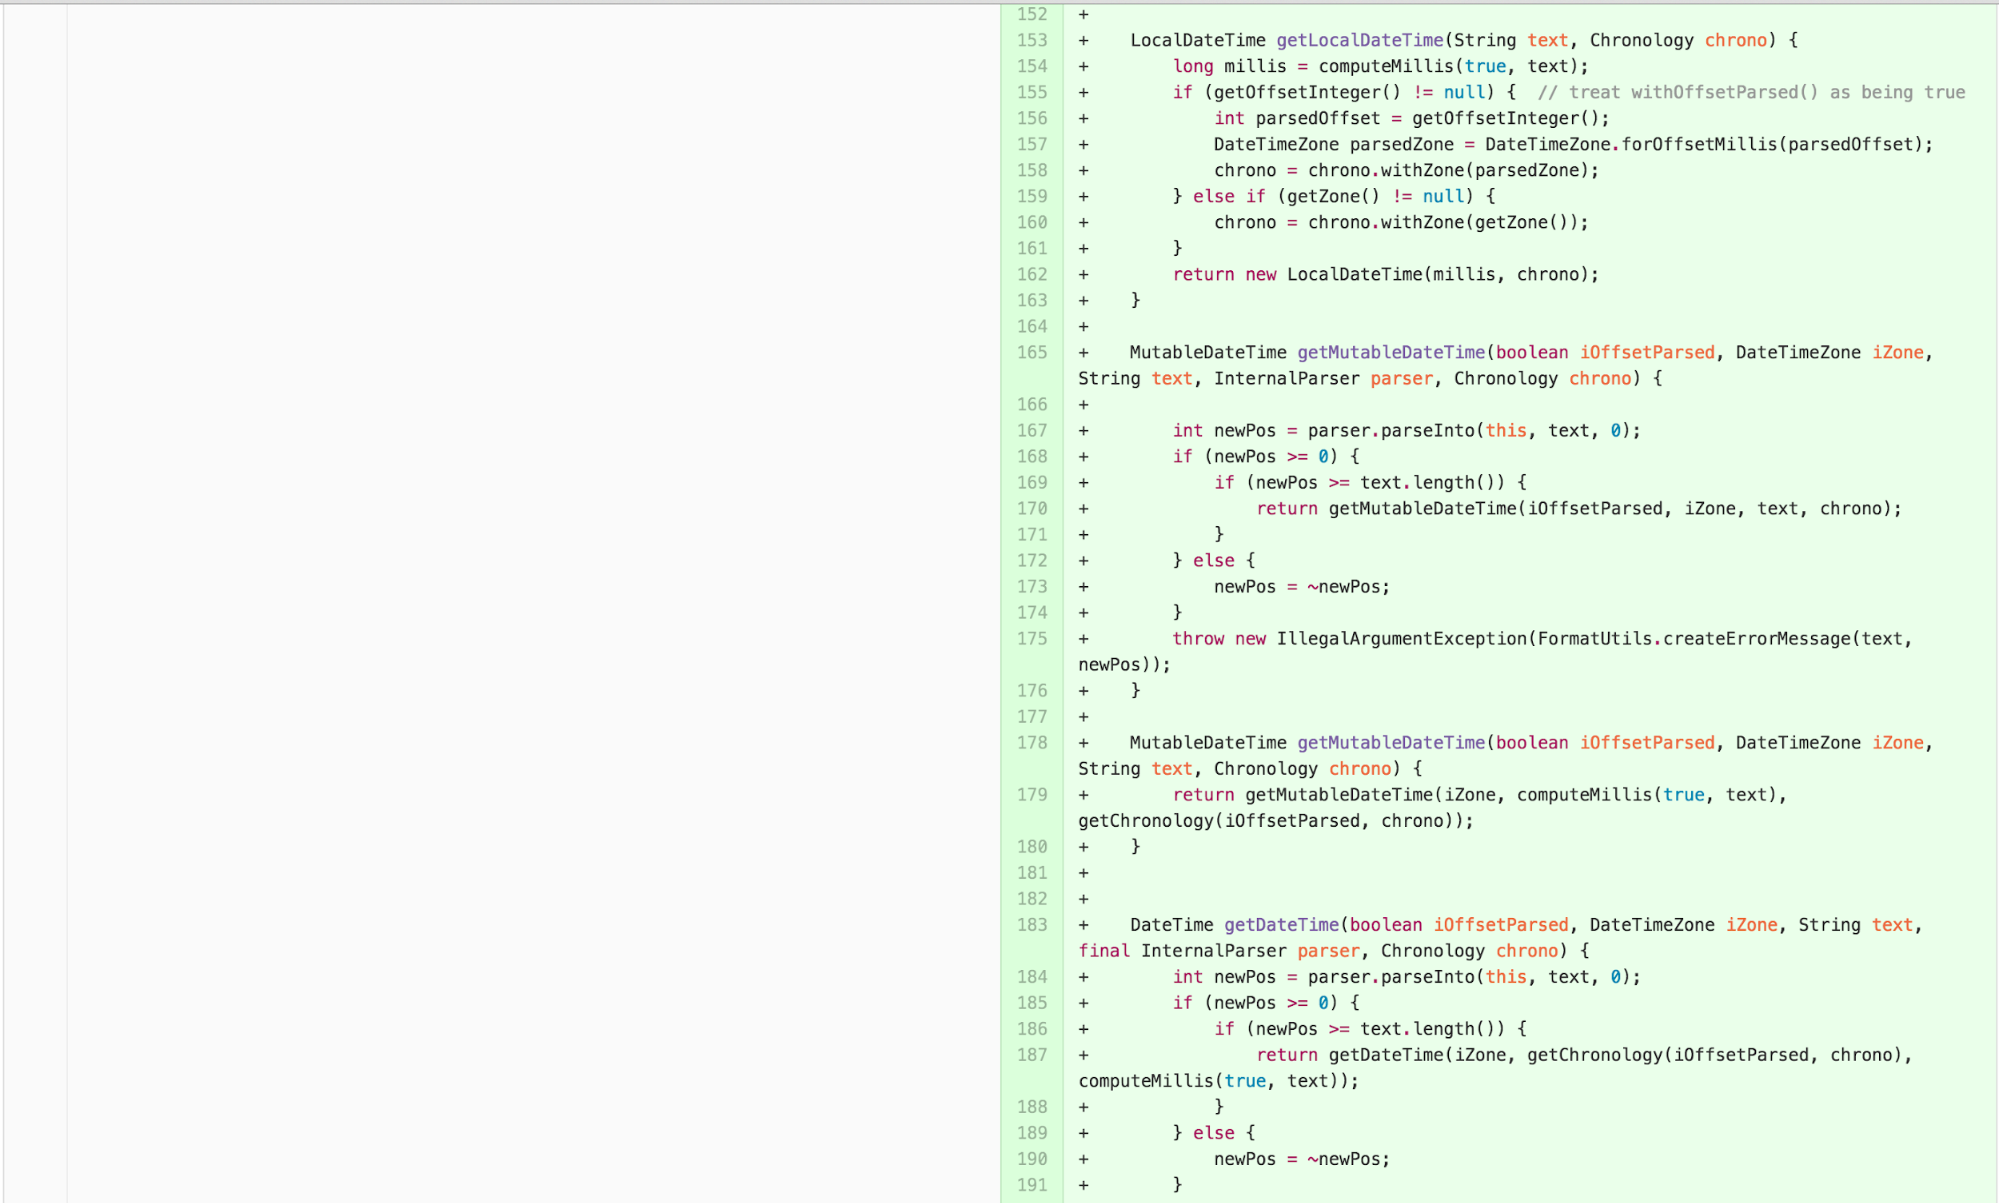 152 +
153 +    LocalDateTime getLocalDateTime(String text, Chronology chrono) {
154 +        long millis = computeMillis(true, text);
155 +        if (getOffsetInteger() != null) {  // treat withOffsetParsed() as being true
156 +            int parsedOffset = getOffsetInteger();
157 +            DateTimeZone parsedZone = DateTimeZone.forOffsetMillis(parsedOffset);
158 +            chrono = chrono.withZone(parsedZone);
159 +        } else if (getZone() != null) {
160 +            chrono = chrono.withZone(getZone());
161 +        }
162 +        return new LocalDateTime(millis, chrono);
163 +    }
164 +
165 +    MutableDateTime getMutableDateTime(boolean iOffsetParsed, DateTimeZone iZone,
String text, InternalParser parser, Chronology chrono) {
166 +
167 +        int newPos = parser.parseInto(this, text, 0);
168 +        if (newPos >= 0) {
169 +            if (newPos >= text.length()) {
170 +                return getMutableDateTime(iOffsetParsed, iZone, text, chrono);
171 +            }
172 +        } else {
173 +            newPos = ~newPos;
174 +        }
175 +        throw new IllegalArgumentException(FormatUtils.createErrorMessage(text,
newPos));
176 +    }
177 +
178 +    MutableDateTime getMutableDateTime(boolean iOffsetParsed, DateTimeZone iZone,
String text, Chronology chrono) {
179 +        return getMutableDateTime(iZone, computeMillis(true, text),
getChronology(iOffsetParsed, chrono));
180 +    }
181 +
182 +
183 +    DateTime getDateTime(boolean iOffsetParsed, DateTimeZone iZone, String text,
final InternalParser parser, Chronology chrono) {
184 +        int newPos = parser.parseInto(this, text, 0);
185 +        if (newPos >= 0) {
186 +            if (newPos >= text.length()) {
187 +                return getDateTime(iZone, getChronology(iOffsetParsed, chrono),
computeMillis(true, text));
188 +            }
189 +        } else {
190 +            newPos = ~newPos;
191 +        }